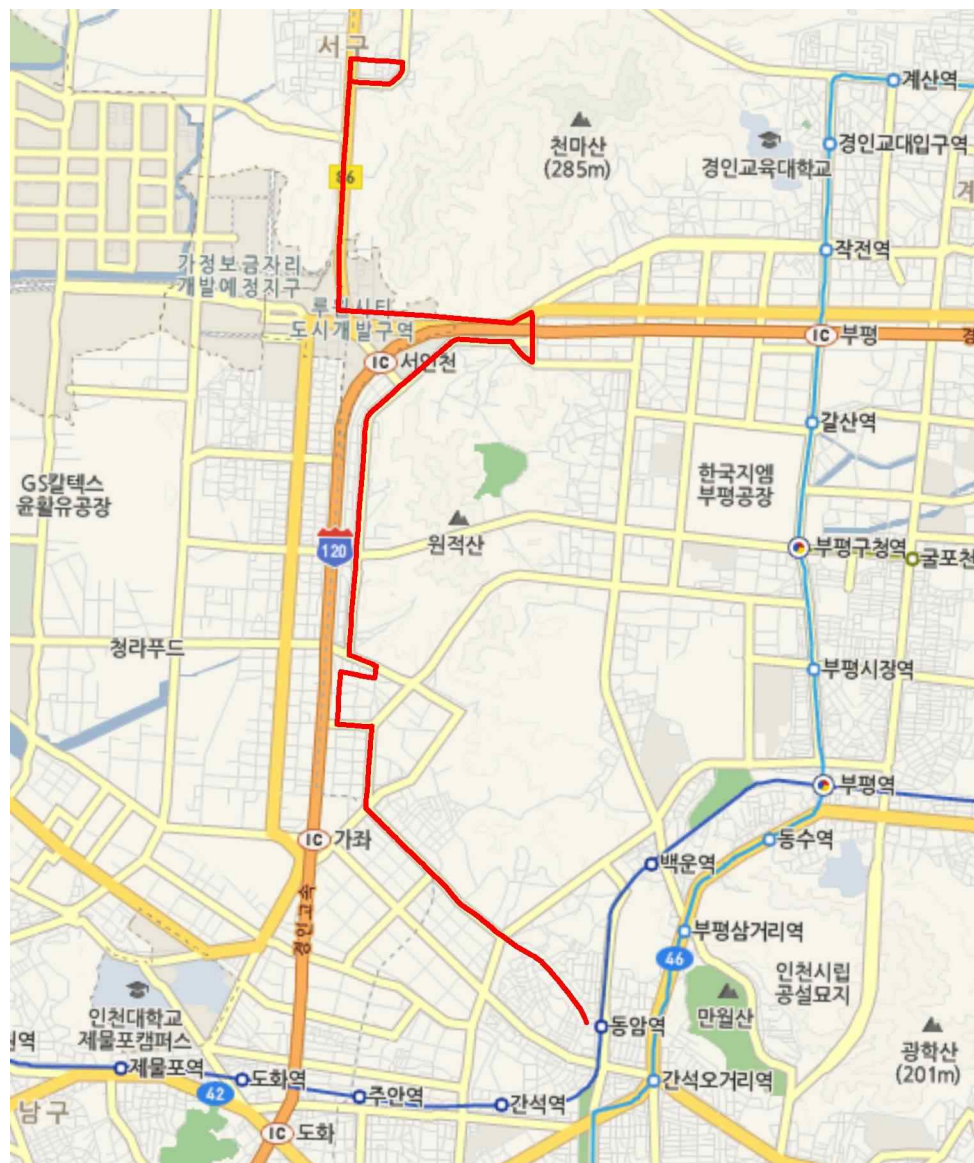 서구
계산역
천마산
(285m)
경인교대입구역
경인교육대학교
86
계
작전역
가정보금자리
개발예정지구
루원시티
도시개발구역
IC 부평
경
IC 서인천
갈산역
GS칼텍스
윤활유공장
한국지엠
부평공장
원적산
120
부평구청역
굴포천
청라푸드
부평시장역
부평역
IC 가좌
동수역
백운역
경인고속
부평삼거리역
46
인천시립
공설묘지
인천대학교
제물포캠퍼스
만월산
동암역
광학산
(201m)
원역
제물포역
도화역
42
주안역
간석역
간석오거리역
남구
IC 도화